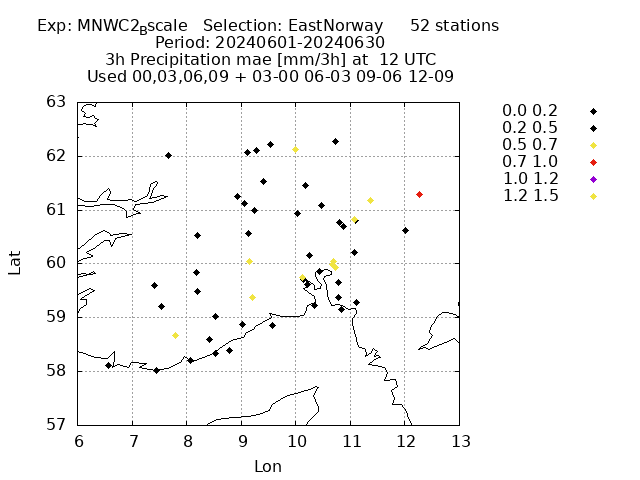 Exp: MNWC2Bscale Selection: EastNorway 52 stations
Period: 20240601-20240630
3h Precipitation mae [mm/3h] at 12 UTC
Used 00,03,06,09 + 03-00 06-03 09-06 12-09
0.0 0.2
0.2 0.5
0.5 0.7
0.7 1.0
1.0 1.2
1.2 1.5
63
62
61
60
59
58
57
Lat
6 7 8 9 10 11 12 13
Lon